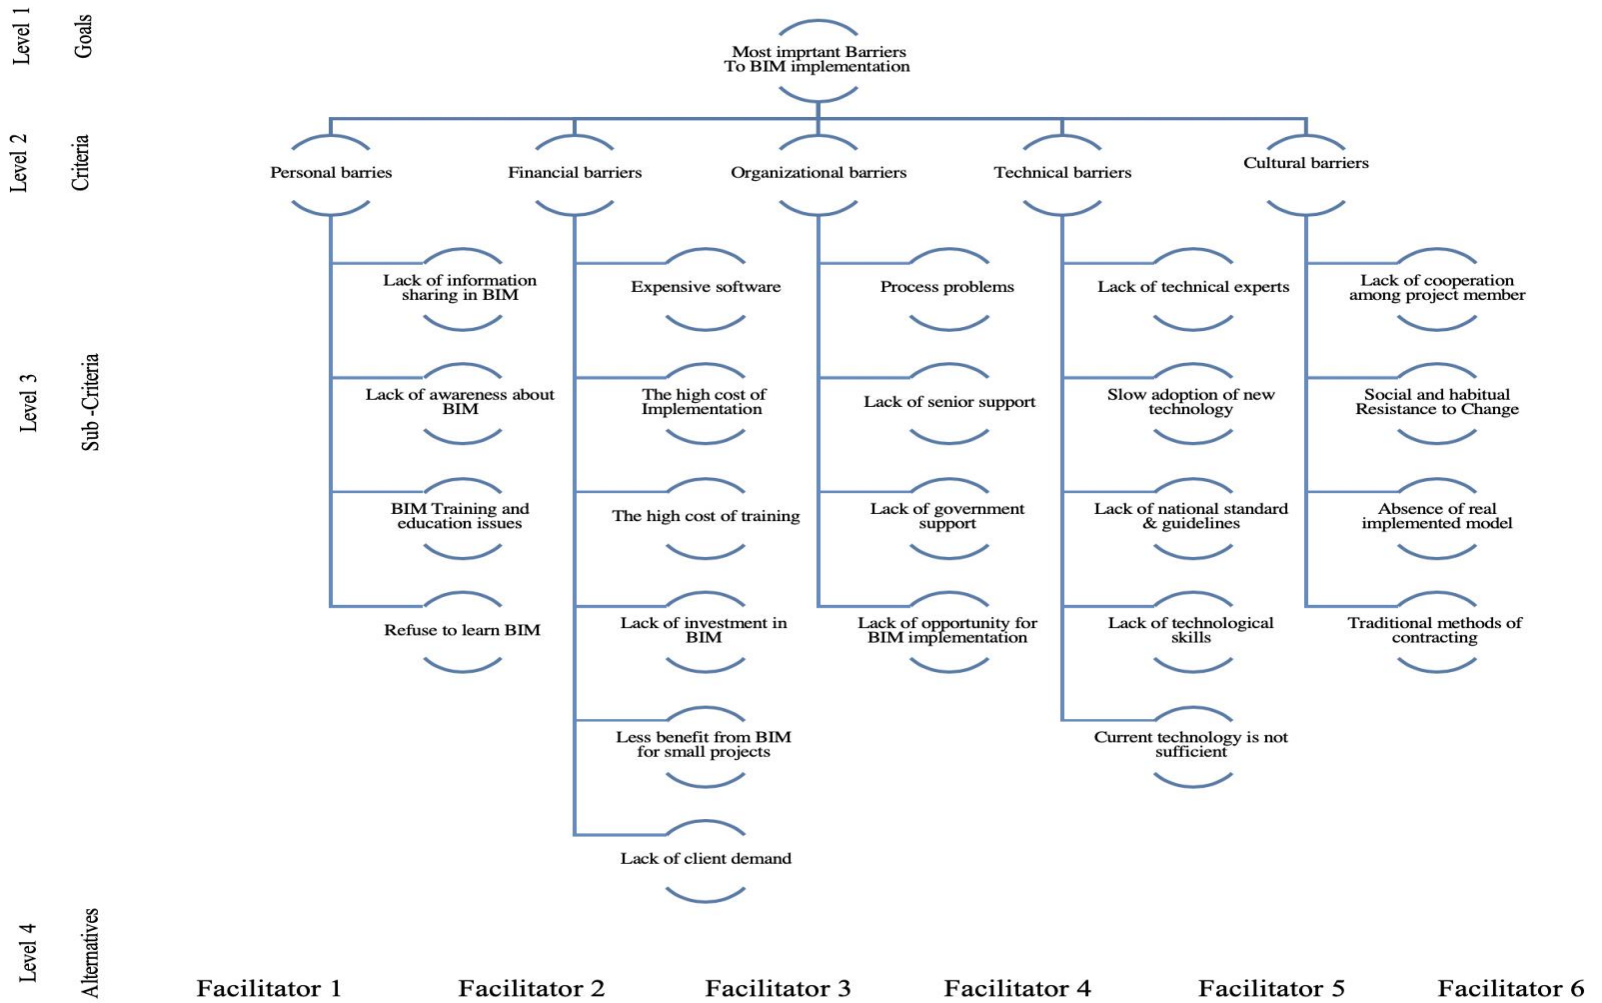 Level 1
Goals
Most imprtant Barriers
To BIM implementation
Level 2
Criteria
Personal barries
Financial barriers
Organizational barriers
Technical barriers
Cultural barriers
Level 3
Sub -Criteria
Lack of information
sharing in BIM
Lack of awareness about
BIM
BIM Training and
education issues
Refuse to learn BIM
Expensive software
The high cost of
Implementation
The high cost of training
Lack of investment in
BIM
Less benefit from BIM
for small projects
Lack of client demand
Process problems
Lack of senior support
Lack of government
support
Lack of opportunity for
BIM implementation
Lack of technical experts
Slow adoption of new
technology
Lack of national standard
& guidelines
Lack of technological
skills
Current technology is not
sufficient
Lack of cooperation
among project member
Social and habitual
Resistance to Change
Absence of real
implemented model
Traditional methods of
contracting
Level 4
Alternatives
Facilitator 1
Facilitator 2
Facilitator 3
Facilitator 4
Facilitator 5
Facilitator 6